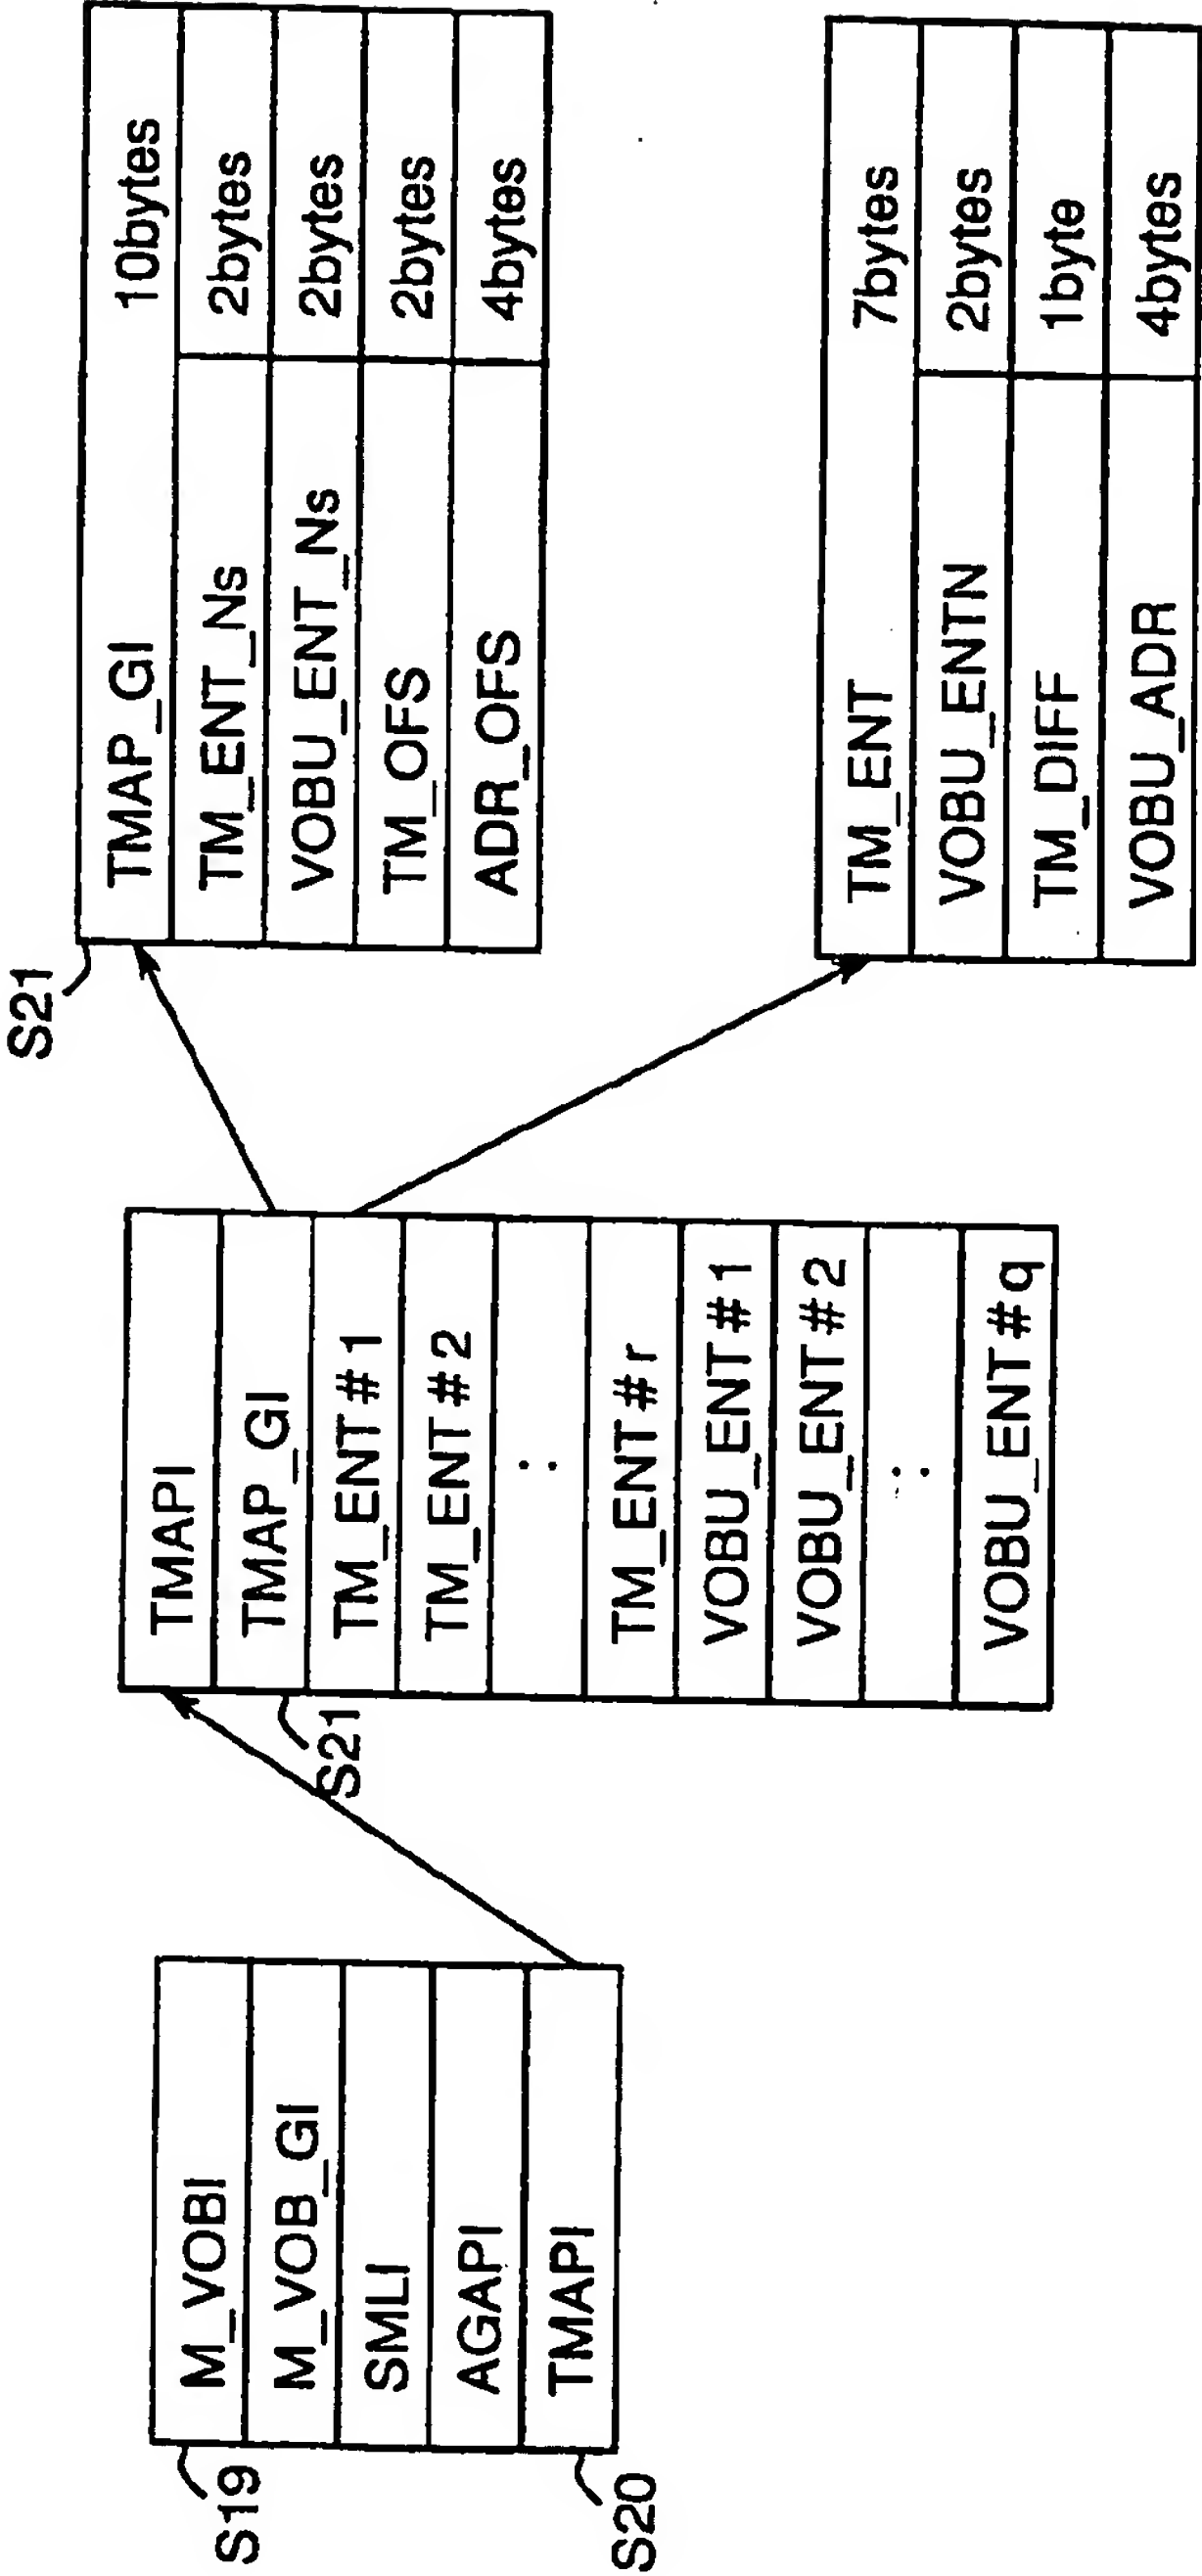 S19
M_VOBI
M_VOB_GI
SMLI
AGAPI
TMAPI
S20
TMAPI
TMAP_GI
S21
TM_ENT#1
TM_ENT#2
:
TM_ENT#r
VOBU_ENT#1
VOBU_ENT#2
:
VOBU_ENT#q
S21
TMAP_GI 10bytes
TM_ENT_Ns 2bytes
VOBU_ENT_Ns 2bytes
TM_OFS 2bytes
ADR_OFS 4bytes
TM_ENT 7bytes
VOBU_ENTN 2bytes
TM_DIFF 1byte
VOBU_ADR 4bytes